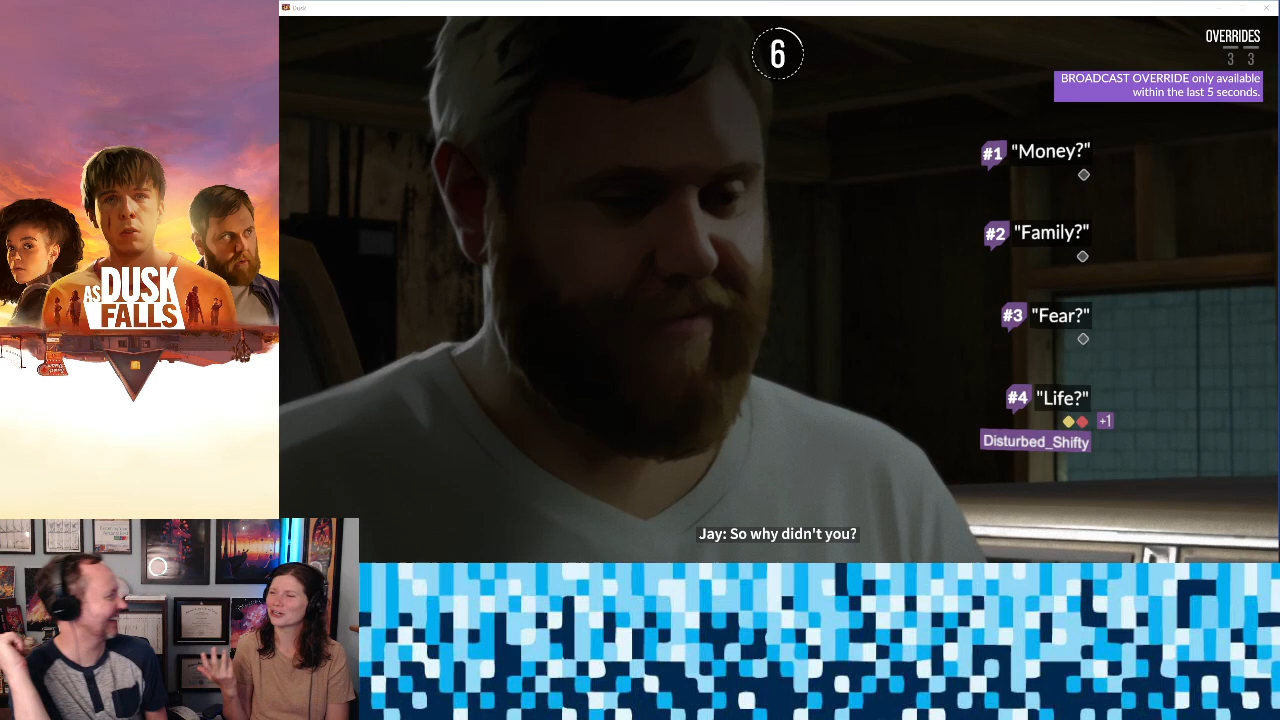 Dusk
6
OVERRIDES
3 3
BROADCAST OVERRIDE only available
within the last 5 seconds.
#1 "Money?"
#2 "Family?"
#3 "Fear?"
#4 "Life?"
+1
Disturbed_Shifty
AS DUSK
FALLS
Jay: So why didn't you?